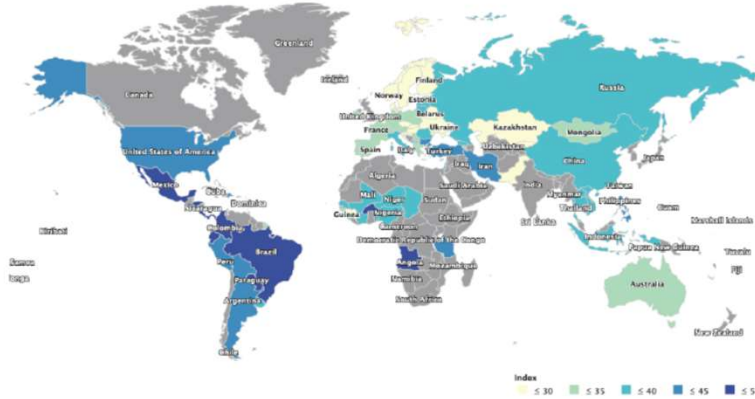 Greenland
Iceland
Finland
Norway
Russia
Canada
Estonia
United Kingdom
Belarus
Kazakhstan
Ukraine
Mongolia
France
Uzbekistan
United States of America
Spain
Italy
Turkey
China
Japan
Iraq
Iran
Algeria
Mexico
Cuba
Saudi Arabia
India
Taiwan
Mali
Niger
Myanmar
Dominica
Sudan
Philippines
Guam
Nicaragua
Guinea
Nigeria
Thailand
Marshall Islands
Ethiopia
Sri Lanka
Colombia
Cameroon
Kiribati
Democratic Republic of the Congo
Indonesia
Papua New Guinea
Brazil
Tuvalu
Samoa
Peru
Angola
Mozambique
Fiji
onga
Paraguay
Namibia
Australia
Argentina
South Africa
New Zealand
Chile
Index
≤ 30 ≤ 35 ≤ 40 ≤ 45 ≤ 5